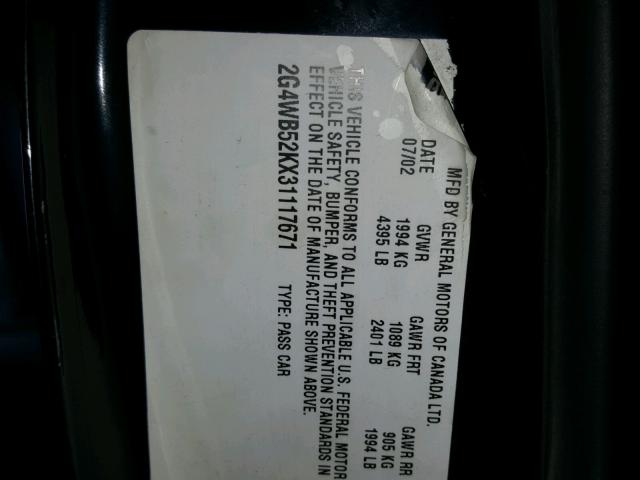 MFD BY GENERAL MOTORS OF CANADA LTD.
DATE GVWR GAWR FRT GAWR RR
07/02 1994 KG 1089 KG 905 KG
4395 LB 2401 LB 1994 LB
THIS VEHICLE CONFORMS TO ALL APPLICABLE U.S. FEDERAL MOTOR
VEHICLE SAFETY, BUMPER, AND THEFT PREVENTION STANDARDS IN
EFFECT ON THE DATE OF MANUFACTURE SHOWN ABOVE.
2G4WB52KX31117671 TYPE: PASS CAR